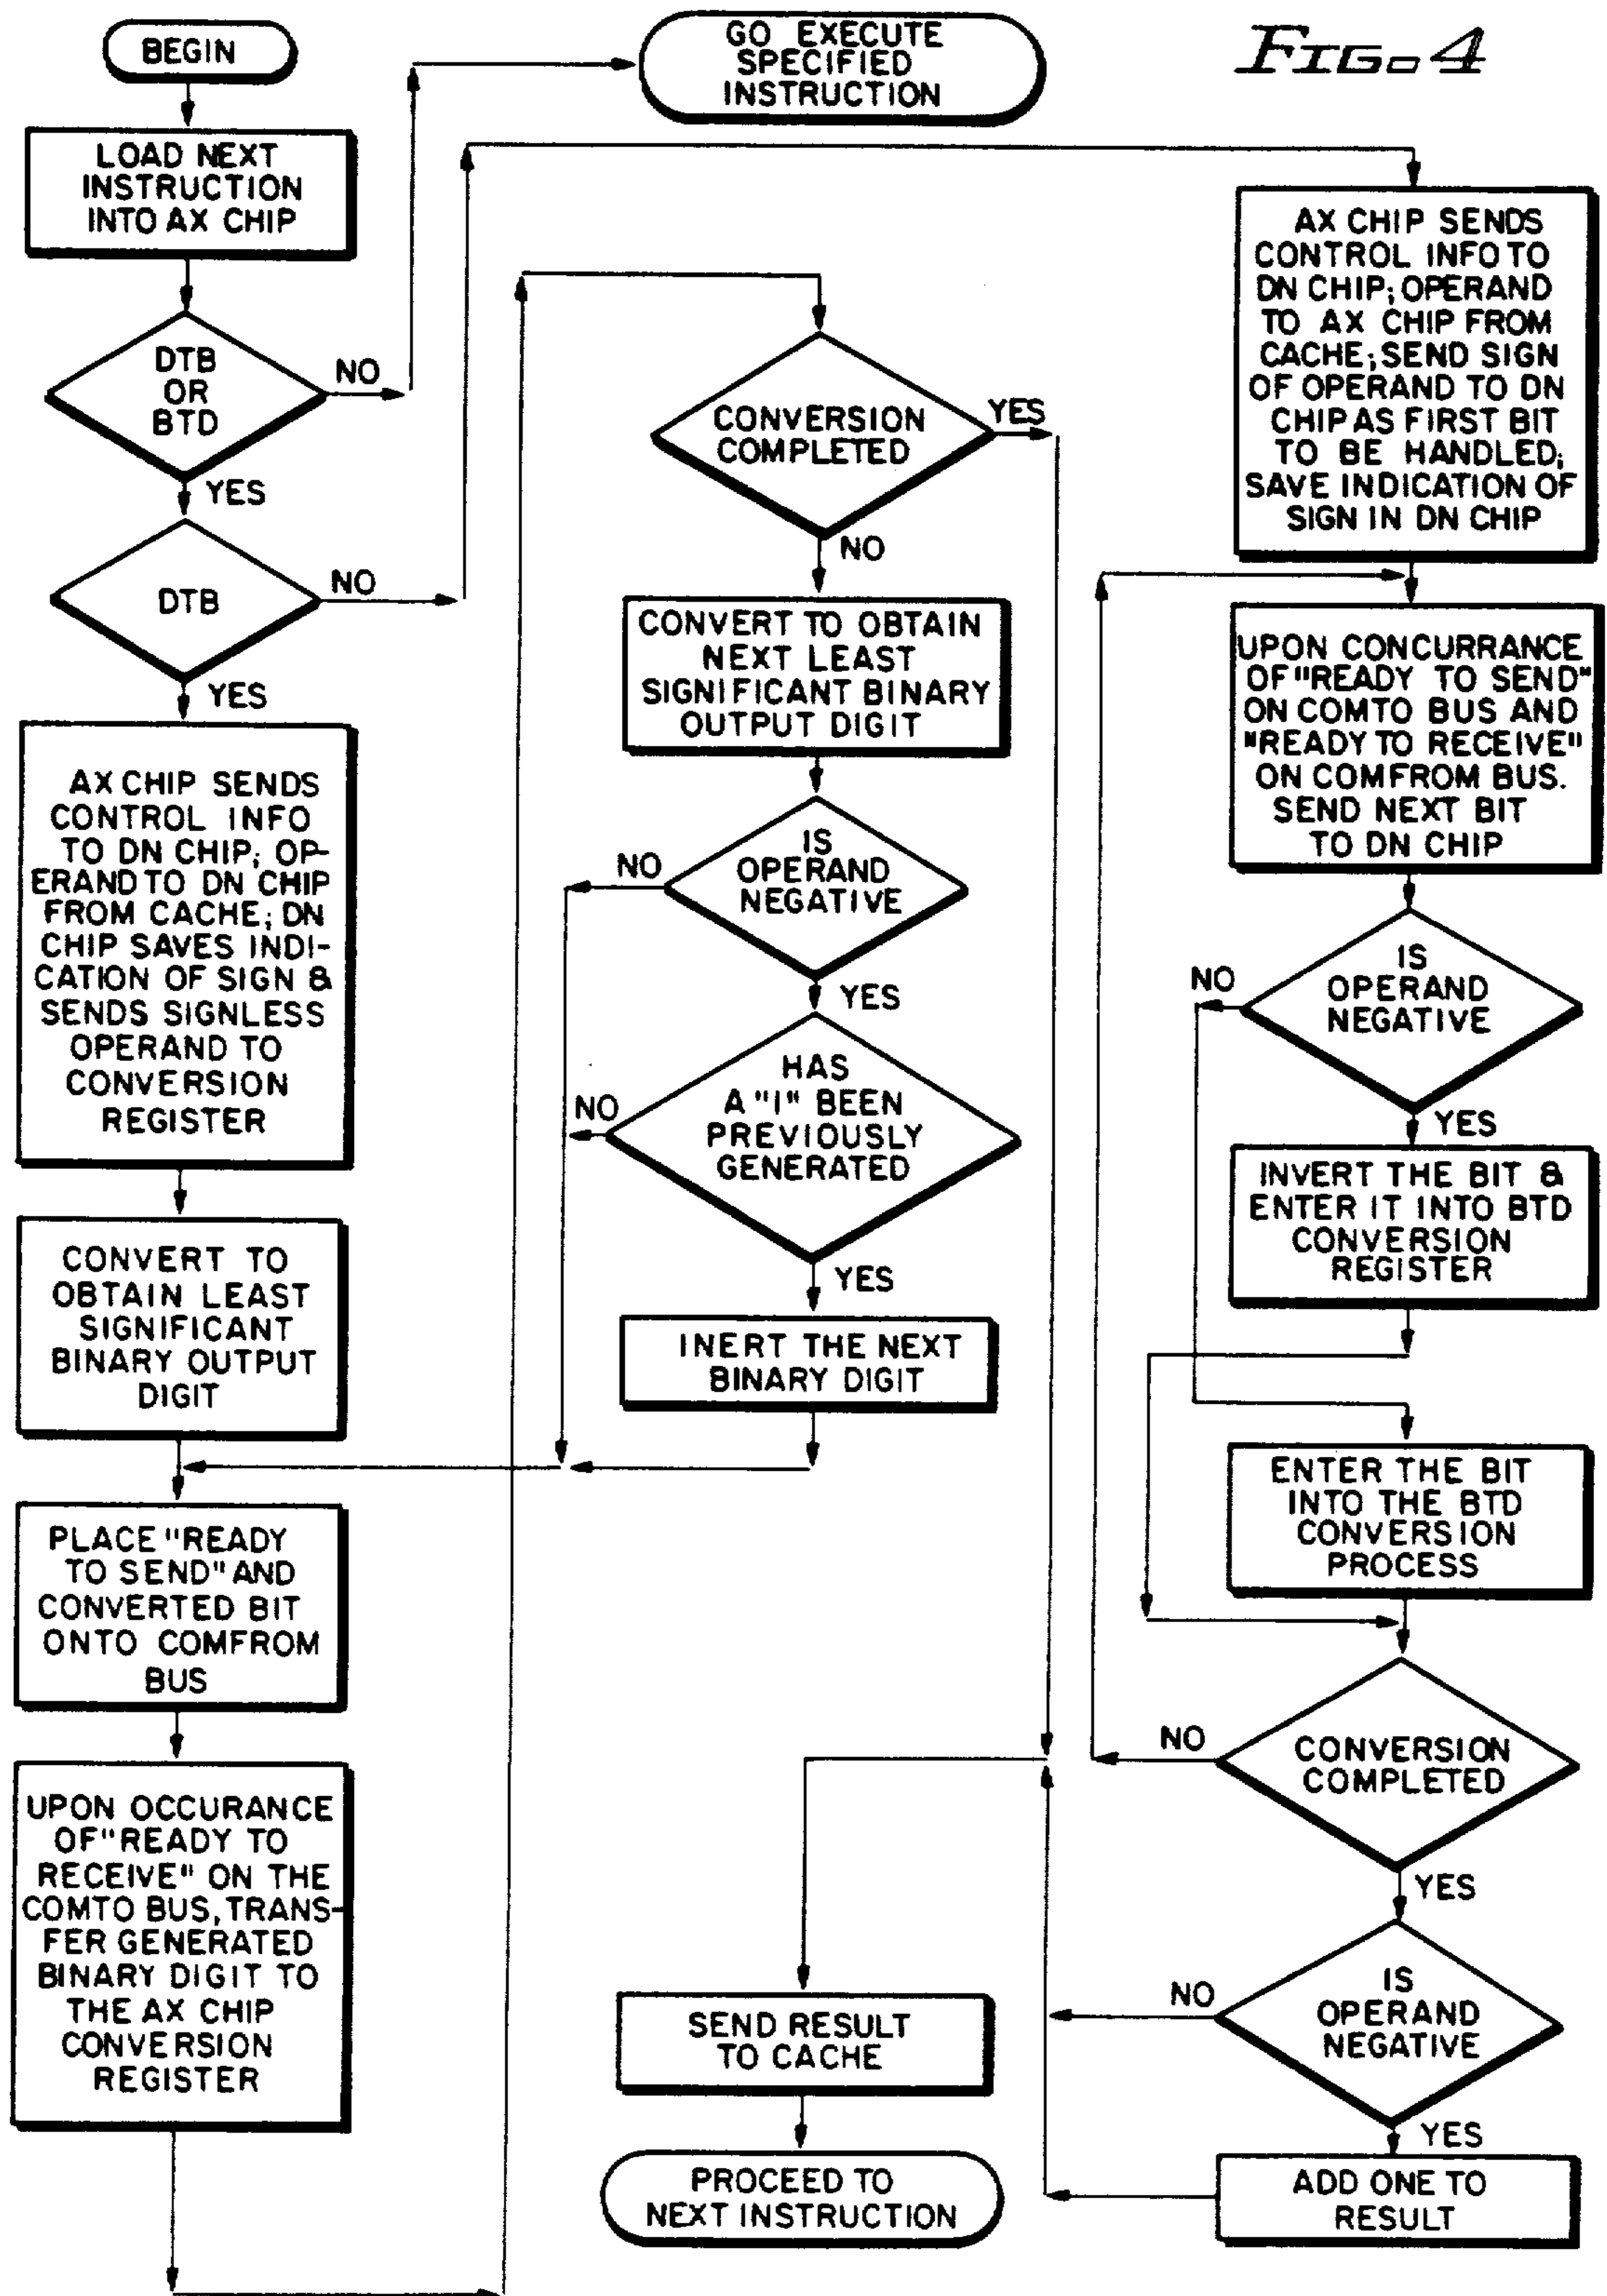 FIG. 4
BEGIN
GO EXECUTE
SPECIFIED
INSTRUCTION
LOAD NEXT
INSTRUCTION
INTO AX CHIP
DTB
OR
BTD
NO
YES
DTB
NO
YES
AX CHIP SENDS
CONTROL INFO
TO DN CHIP; OP-
ERAND TO DN CHIP
FROM CACHE; DN
CHIP SAVES INDI-
CATION OF SIGN &
SENDS SIGNLESS
OPERAND TO
CONVERSION
REGISTER
CONVERT TO
OBTAIN LEAST
SIGNIFICANT
BINARY OUTPUT
DIGIT
PLACE "READY
TO SEND" AND
CONVERTED BIT
ONTO COMFROM
BUS
UPON OCCURANCE
OF "READY TO
RECEIVE" ON THE
COMTO BUS, TRANS-
FER GENERATED
BINARY DIGIT TO
THE AX CHIP
CONVERSION
REGISTER
CONVERSION
COMPLETED
YES
NO
CONVERT TO OBTAIN
NEXT LEAST
SIGNIFICANT BINARY
OUTPUT DIGIT
IS
OPERAND
NEGATIVE
NO
YES
HAS
A "1" BEEN
PREVIOUSLY
GENERATED
NO
YES
INERT THE NEXT
BINARY DIGIT
SEND RESULT
TO CACHE
PROCEED TO
NEXT INSTRUCTION
AX CHIP SENDS
CONTROL INFO TO
DN CHIP; OPERAND
TO AX CHIP FROM
CACHE; SEND SIGN
OF OPERAND TO DN
CHIP AS FIRST BIT
TO BE HANDLED;
SAVE INDICATION OF
SIGN IN DN CHIP
UPON CONCURRANCE
OF "READY TO SEND"
ON COMTO BUS AND
"READY TO RECEIVE"
ON COMFROM BUS.
SEND NEXT BIT
TO DN CHIP
IS
OPERAND
NEGATIVE
NO
YES
INVERT THE BIT &
ENTER IT INTO BTD
CONVERSION
REGISTER
ENTER THE BIT
INTO THE BTD
CONVERSION
PROCESS
CONVERSION
COMPLETED
NO
YES
IS
OPERAND
NEGATIVE
NO
YES
ADD ONE TO
RESULT